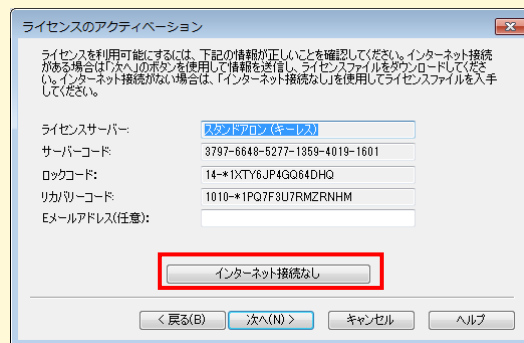 ライセンスのアクティベーション
ライセンスを利用可能にするには、下記の情報が正しいことを確認してください。インターネット接続
がある場合は「次へ」のボタンを使用して情報を送信し、ライセンスファイルをダウンロードしてくださ
い。インターネット接続がない場合は、「インターネット接続なし」を使用してライセンスファイルを入手
してください。
ライセンスサーバー: スタンドアロン (キーレス)
サーバーコード: 3797-6648-5277-1359-4019-1601
ロックコード: 14-*1XTY6JP4GQ64DHQ
リカバリーコード: 1010-*1PQ7F3U7RMZRNHM
Eメールアドレス(任意):
インターネット接続なし
< 戻る(B) 次へ(N) > キャンセル ヘルプ